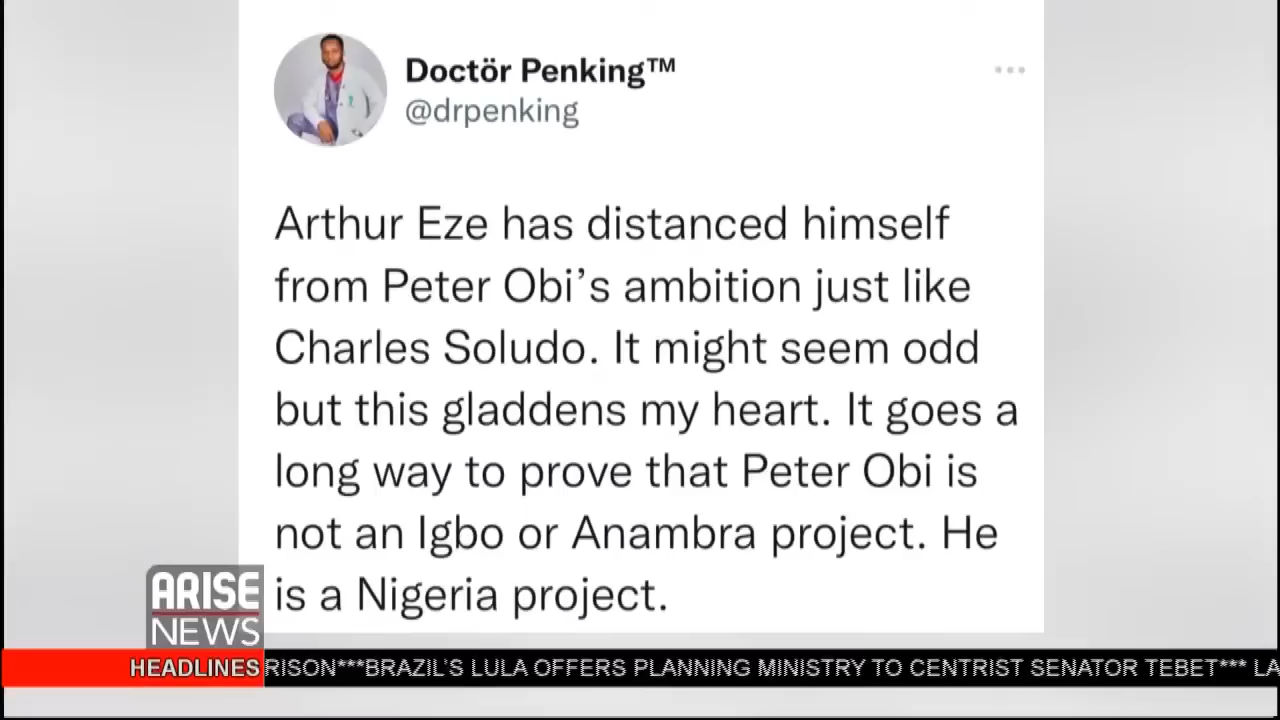 Doctör Penking™
@drpenking
Arthur Eze has distanced himself
from Peter Obi's ambition just like
Charles Soludo. It might seem odd
but this gladdens my heart. It goes a
long way to prove that Peter Obi is
not an Igbo or Anambra project. He
is a Nigeria project.
ARISE
NEWS
HEADLINES
RISON***BRAZIL'S LULA OFFERS PLANNING MINISTRY TO CENTRIST SENATOR TEBET*** LA